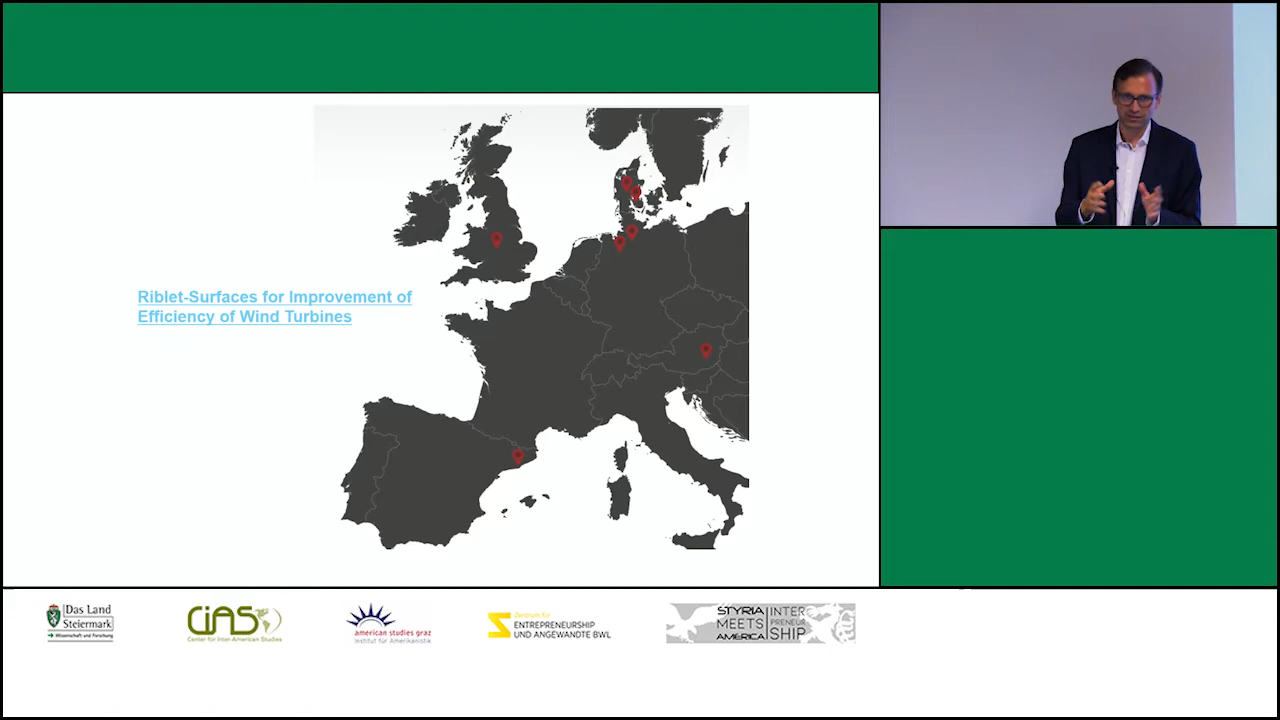 Riblet-Surfaces for Improvement of
Efficiency of Wind Turbines
Das Land
Steiermark
Wissenschaft und Forschung
CIAS
Center for Inter-American Studies
american studies graz
Institut für Amerikanistik
Zentrum für
ENTREPRENEURSHIP
UND ANGEWANDTE BWL
STYRIA
MEETS
AMERICA
INTER
PRENEUR
SHIP